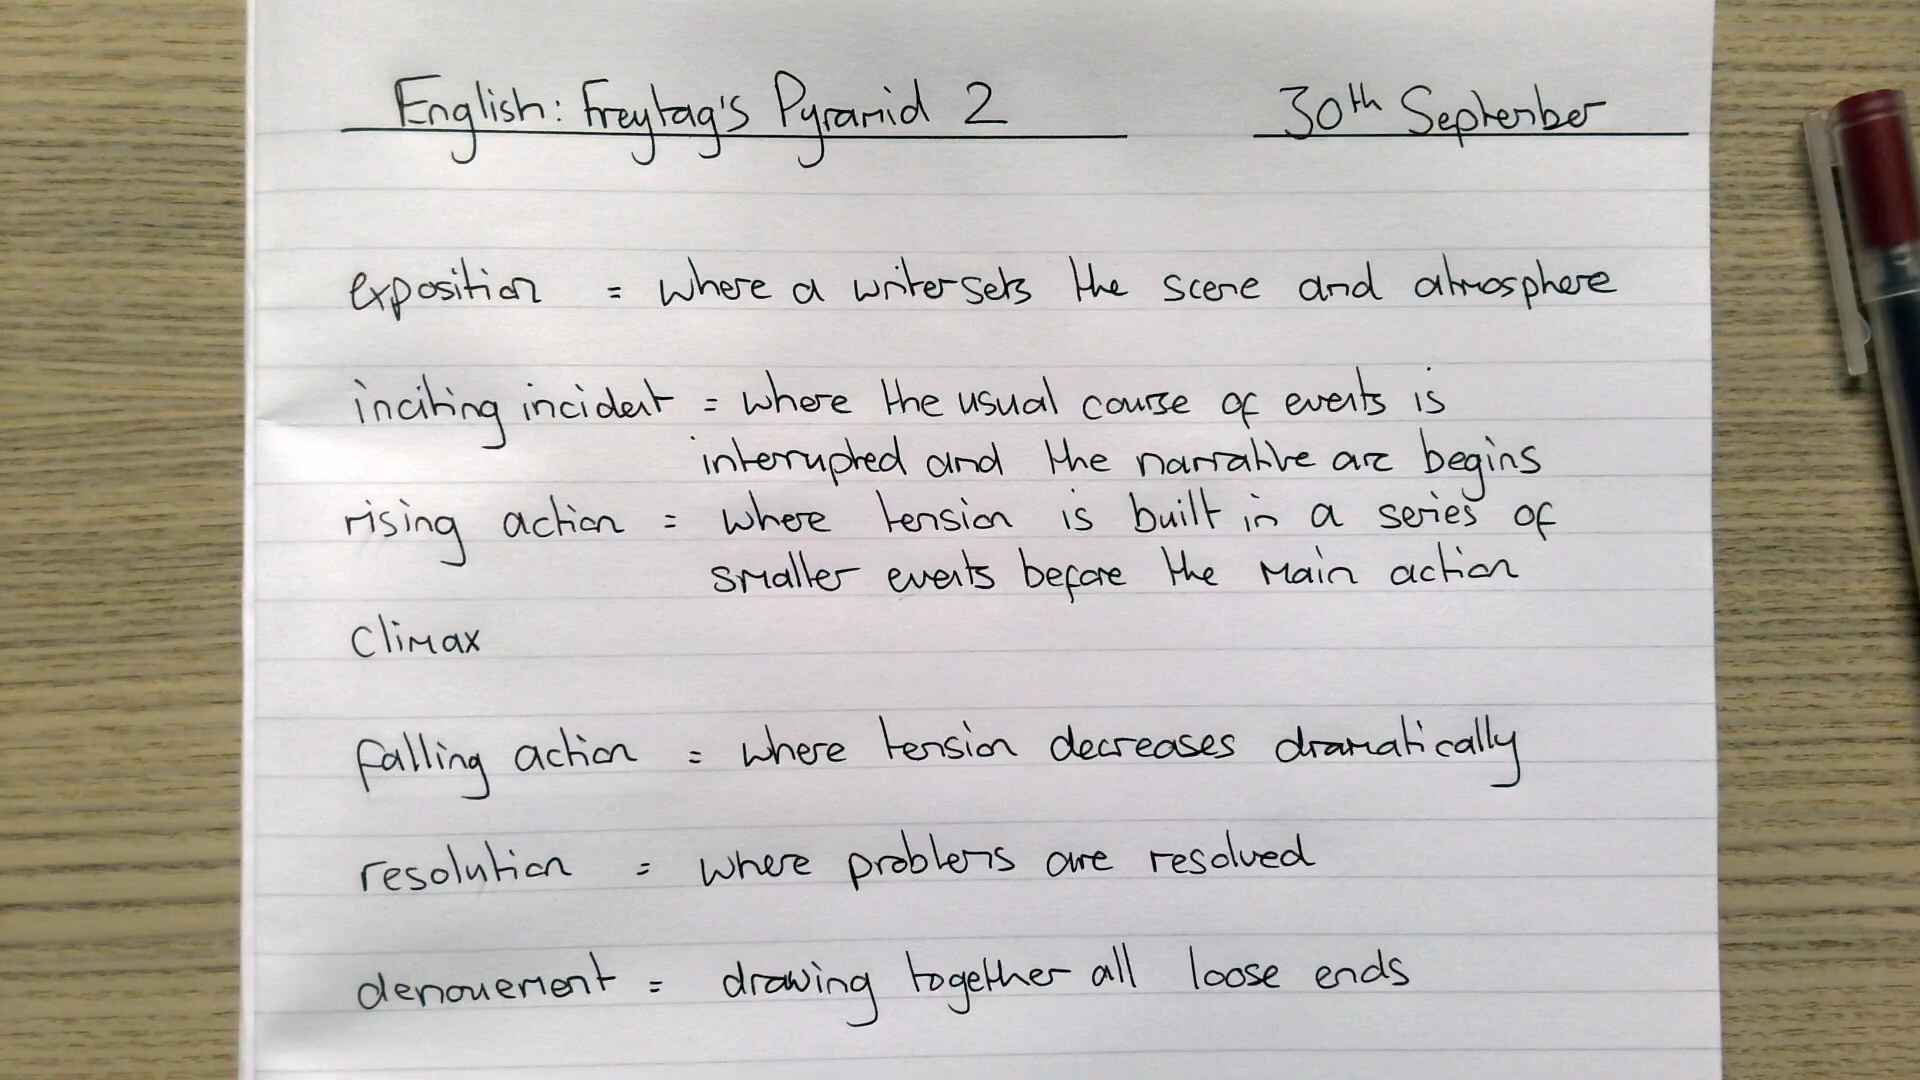 English: Freytag's Pyramid 2 30th September
exposition = where a writer sets the scene and atmosphere
inciting incident = where the usual course of events is
interrupted and the narrative arc begins
rising action = where tension is built in a series of
smaller events before the main action
climax
falling action = where tension decreases dramatically
resolution = where problems are resolved
denouement = drawing together all loose ends